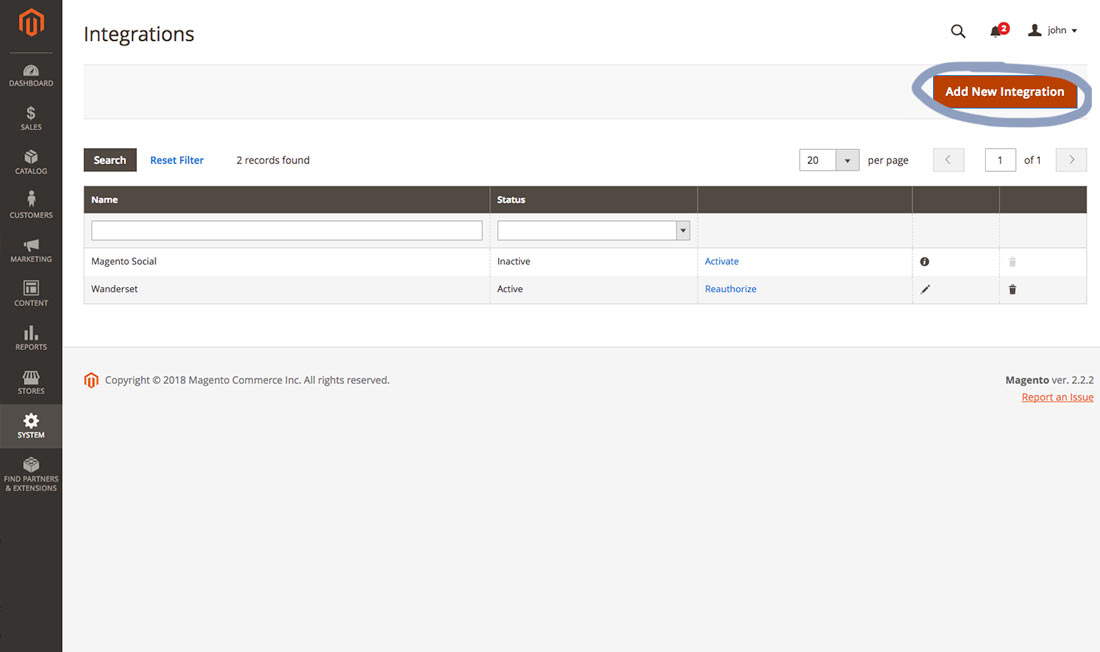 Integrations
2
john
Add New Integration
Search
Reset Filter
2 records found
20
per page
1
of 1
Name
Status
Magento Social
Inactive
Activate
Wanderset
Active
Reauthorize
DASHBOARD
SALES
CATALOG
CUSTOMERS
MARKETING
CONTENT
REPORTS
STORES
SYSTEM
FIND PARTNERS
& EXTENSIONS
Copyright © 2018 Magento Commerce Inc. All rights reserved.
Magento ver. 2.2.2
Report an Issue